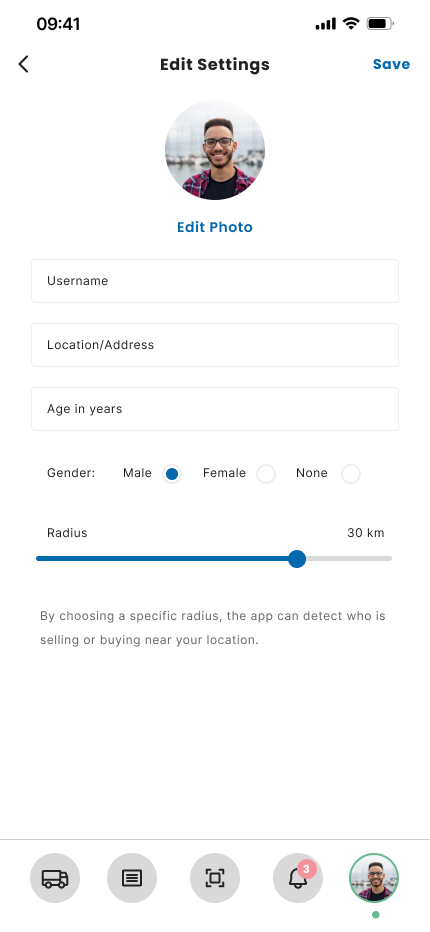 09:41
Edit Settings
Save
Edit Photo
Username
Location/Address
Age in years
Gender: Male Female None
Radius 30 km
By choosing a specific radius, the app can detect who is
selling or buying near your location.
3